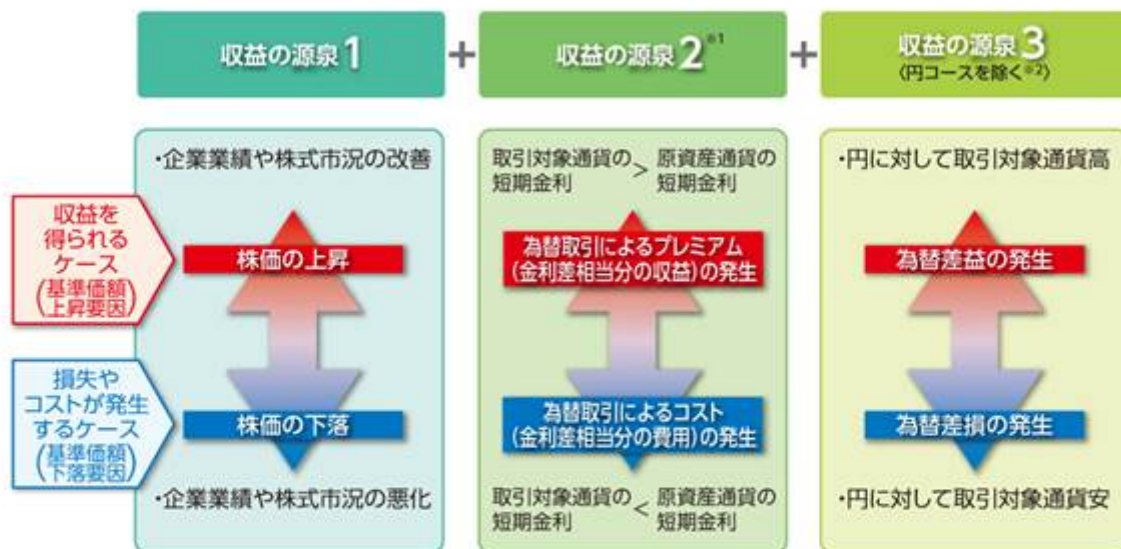 収益の源泉1
+
収益の源泉2※1
+
収益の源泉3
〈円コースを除く※2〉
収益を
得られる
ケース
(基準価額
上昇要因)
・企業業績や株式市況の改善
株価の上昇
株価の下落
・企業業績や株式市況の悪化
取引対象通貨の
短期金利
>
原資産通貨の
短期金利
為替取引によるプレミアム
(金利差相当分の収益)の発生
為替取引によるコスト
(金利差相当分の費用)の発生
取引対象通貨の
短期金利
<
原資産通貨の
短期金利
・円に対して取引対象通貨高
為替差益の発生
為替差損の発生
・円に対して取引対象通貨安
損失や
コストが発生
するケース
(基準価額
下落要因)